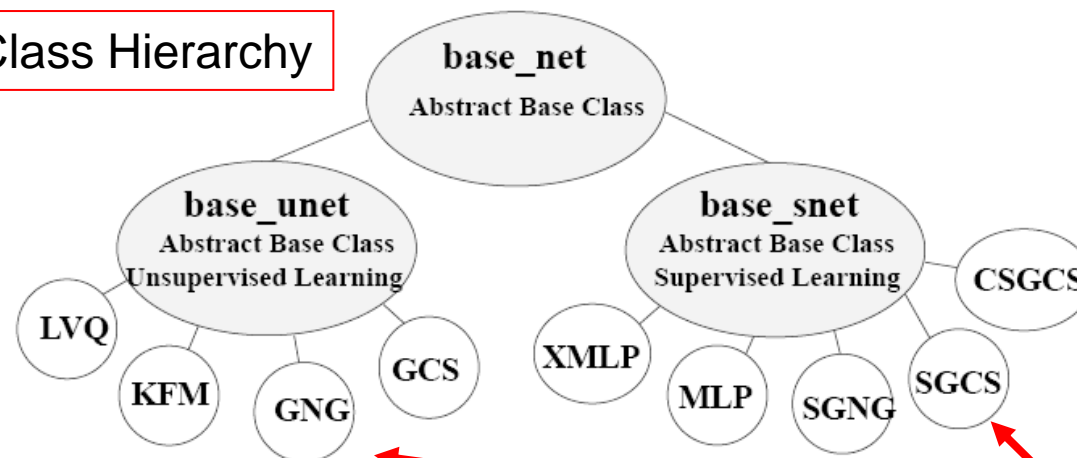 Class Hierarchy
base_net
Abstract Base Class
base_unet
Abstract Base Class
Unsupervised Learning
base_snet
Abstract Base Class
Supervised Learning
LVQ
KFM
GNG
GCS
XMLP
MLP
SGNG
SGCS
CSGCS